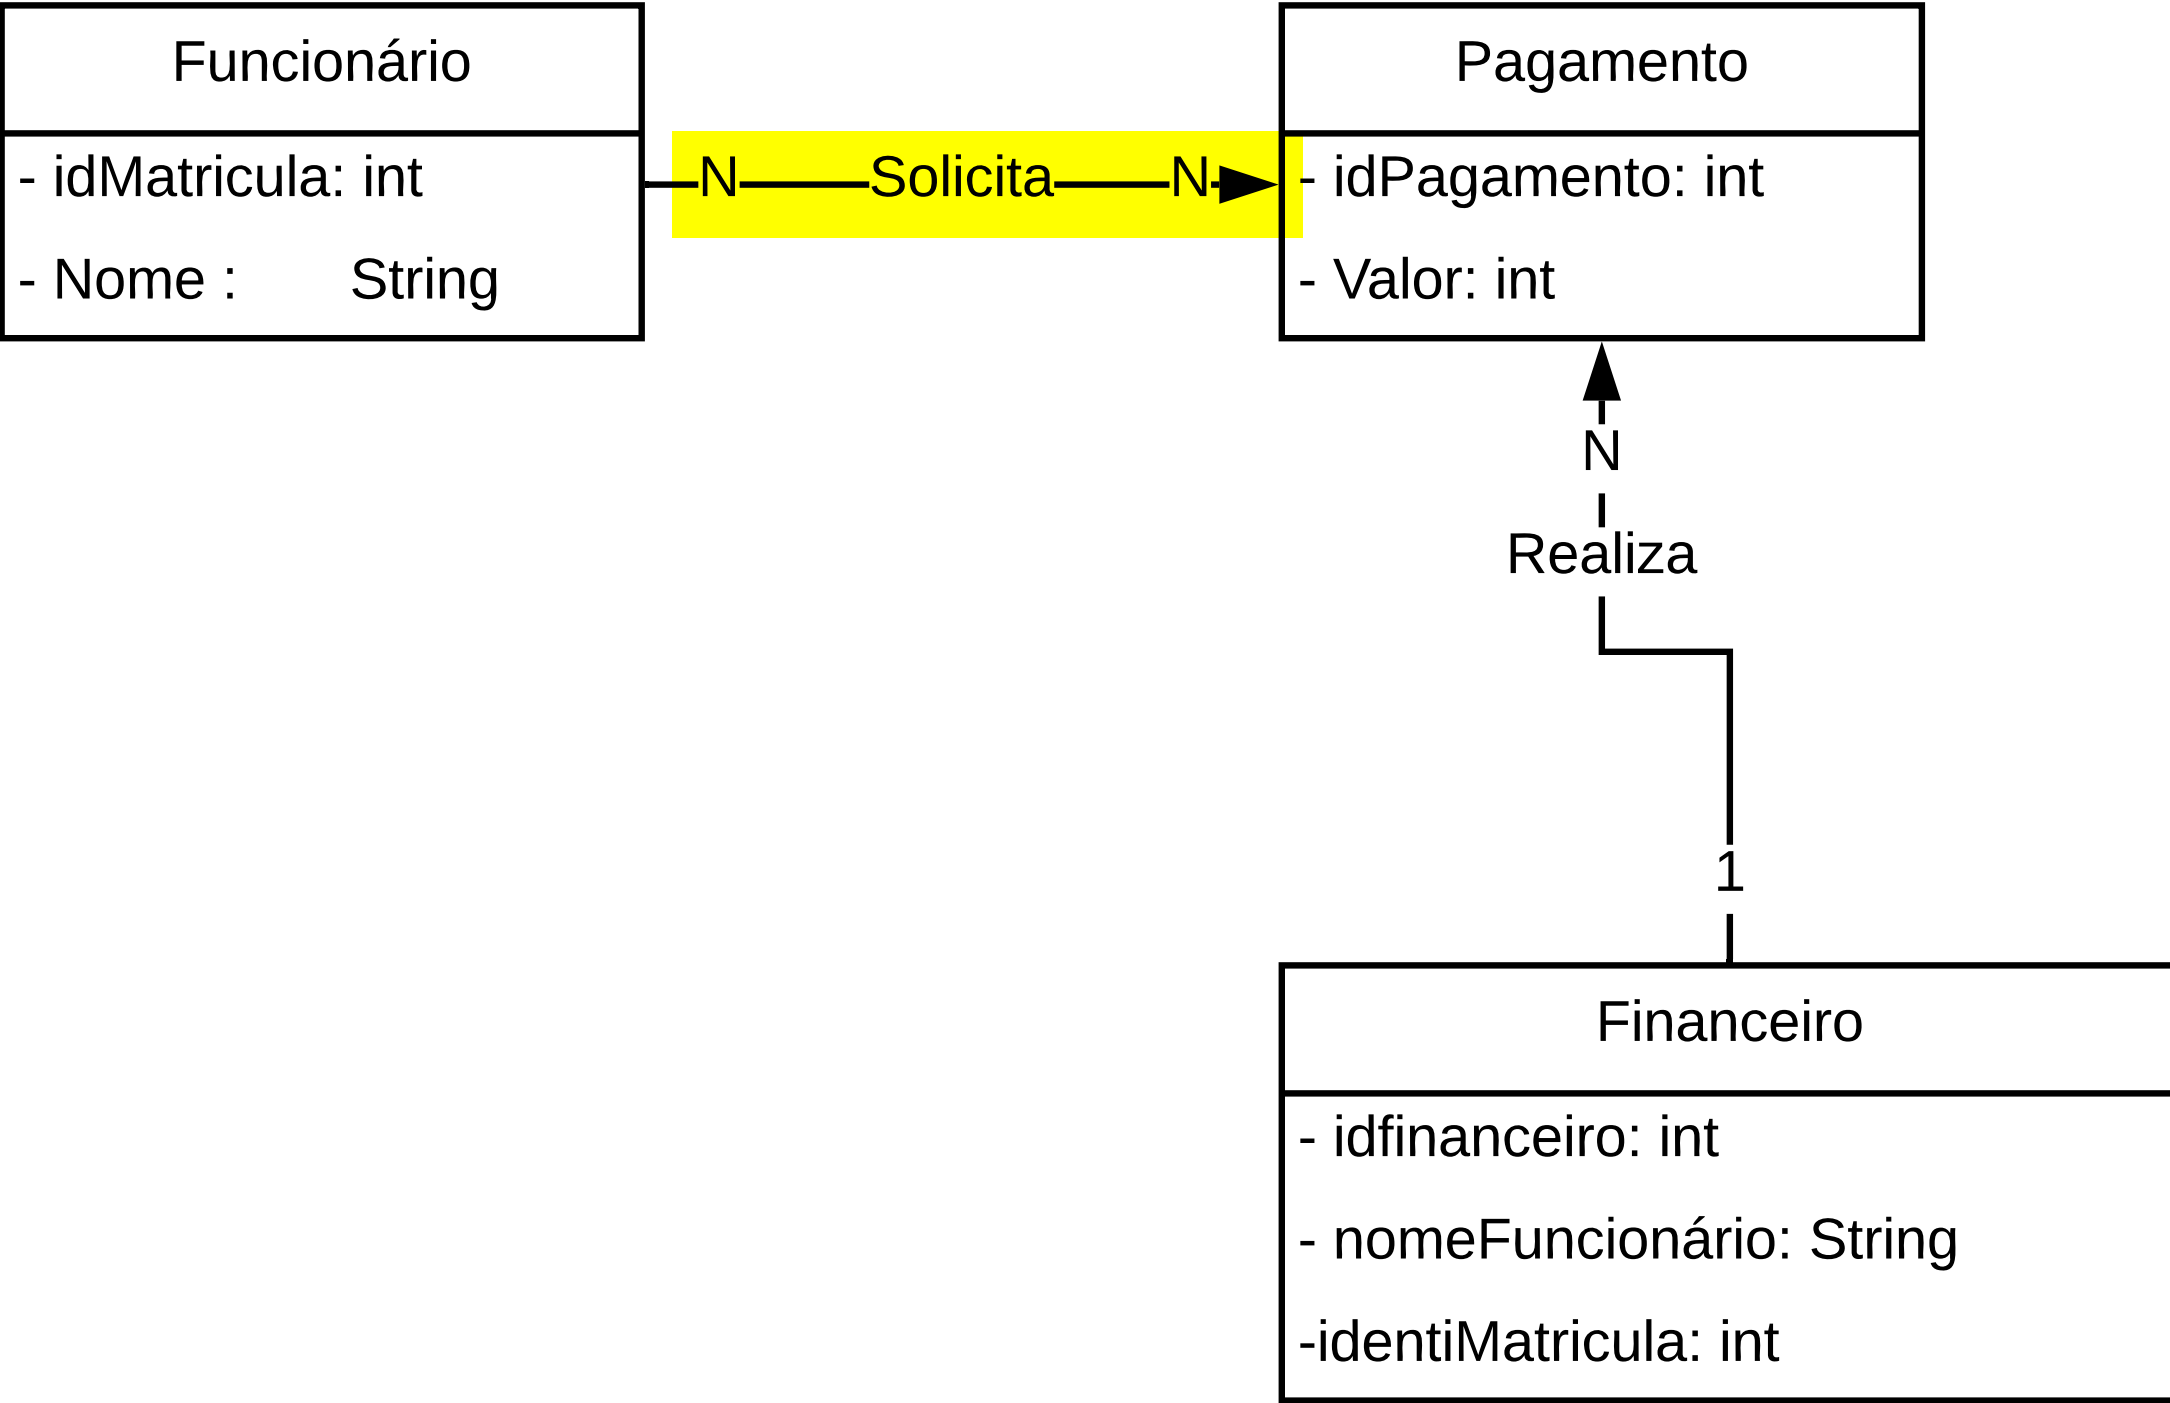 Funcionário
- idMatricula: int
- Nome : String
N Solicita N
Pagamento
- idPagamento: int
- Valor: int
N
Realiza
1
Financeiro
- idfinanceiro: int
- nomeFuncionário: String
-identiMatricula: int